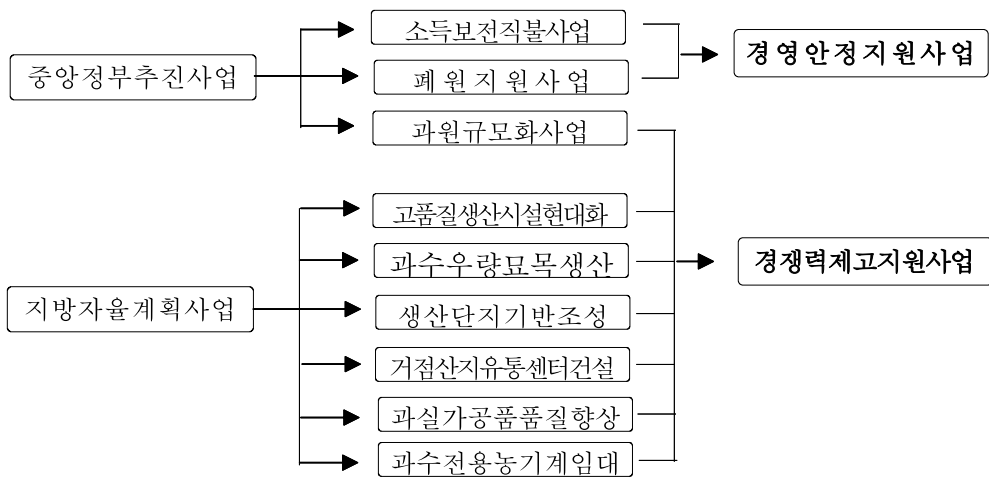 소득보전직불사업
경영안정지원사업
중앙정부추진사업
폐원지원사업
과원규모화사업
고품질생산시설현대화
과수우량묘목생산
경쟁력제고지원사업
지방자율계획사업
생산단지기반조성
거점산지유통센터건설
과실가공품품질향상
과수전용농기계임대